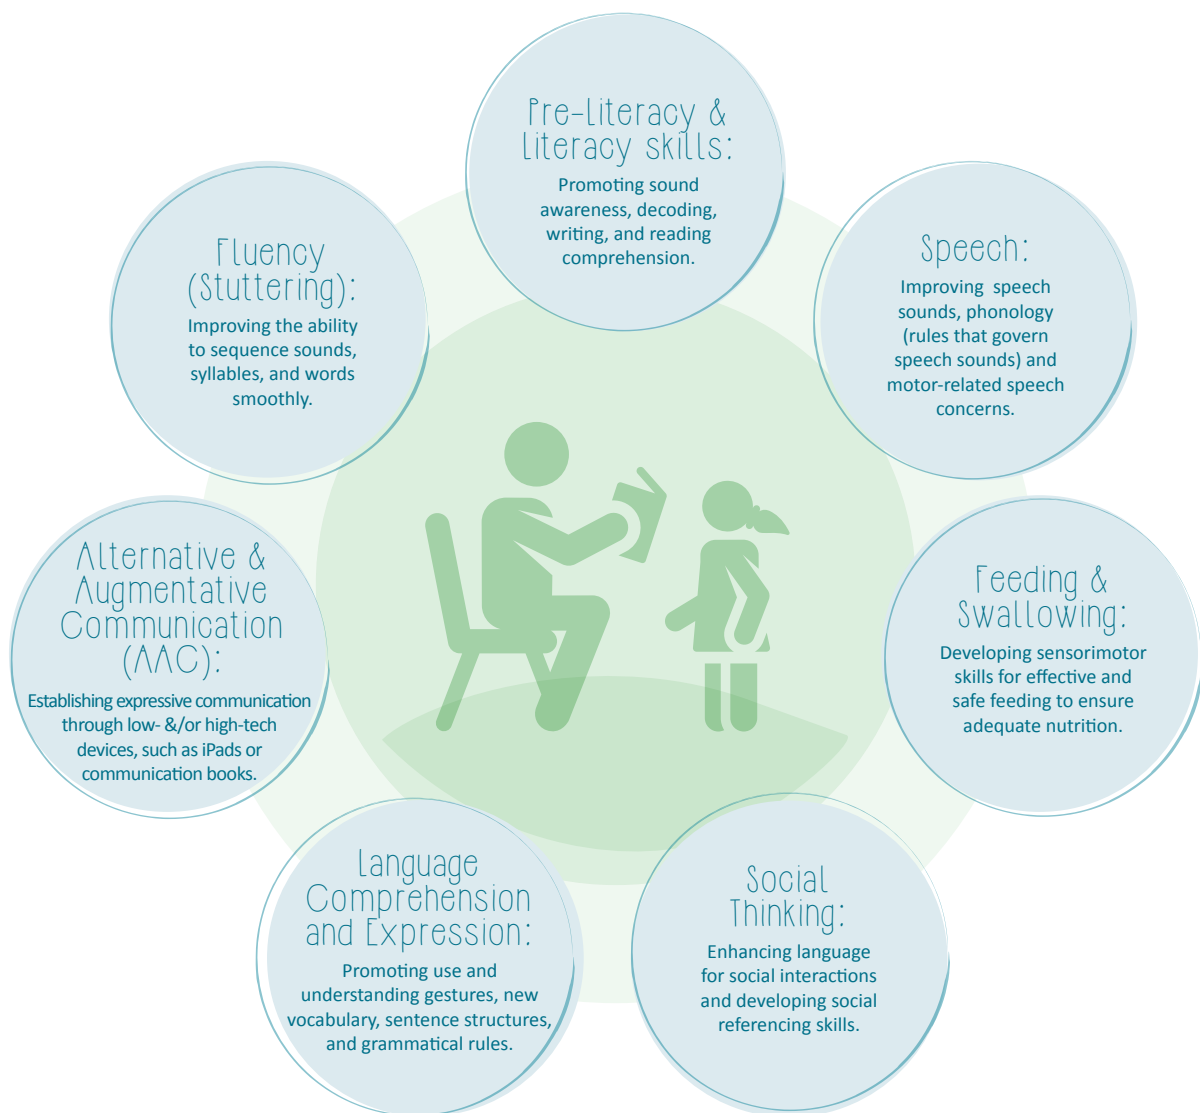 Pre-Literacy &
Literacy skills:
Promoting sound
awareness, decoding,
writing, and reading
comprehension.
Speech:
Improving speech
sounds, phonology
(rules that govern
speech sounds) and
motor-related speech
concerns.
Feeding &
Swallowing:
Developing sensorimotor
skills for effective and
safe feeding to ensure
adequate nutrition.
Social
Thinking:
Enhancing language
for social interactions
and developing social
referencing skills.
Language
Comprehension
and Expression:
Promoting use and
understanding gestures, new
vocabulary, sentence structures,
and grammatical rules.
Alternative &
Augmentative
Communication
(AAC):
Establishing expressive communication
through low- &/or high-tech
devices, such as iPads or
communication books.
Fluency
(Stuttering):
Improving the ability
to sequence sounds,
syllables, and words
smoothly.